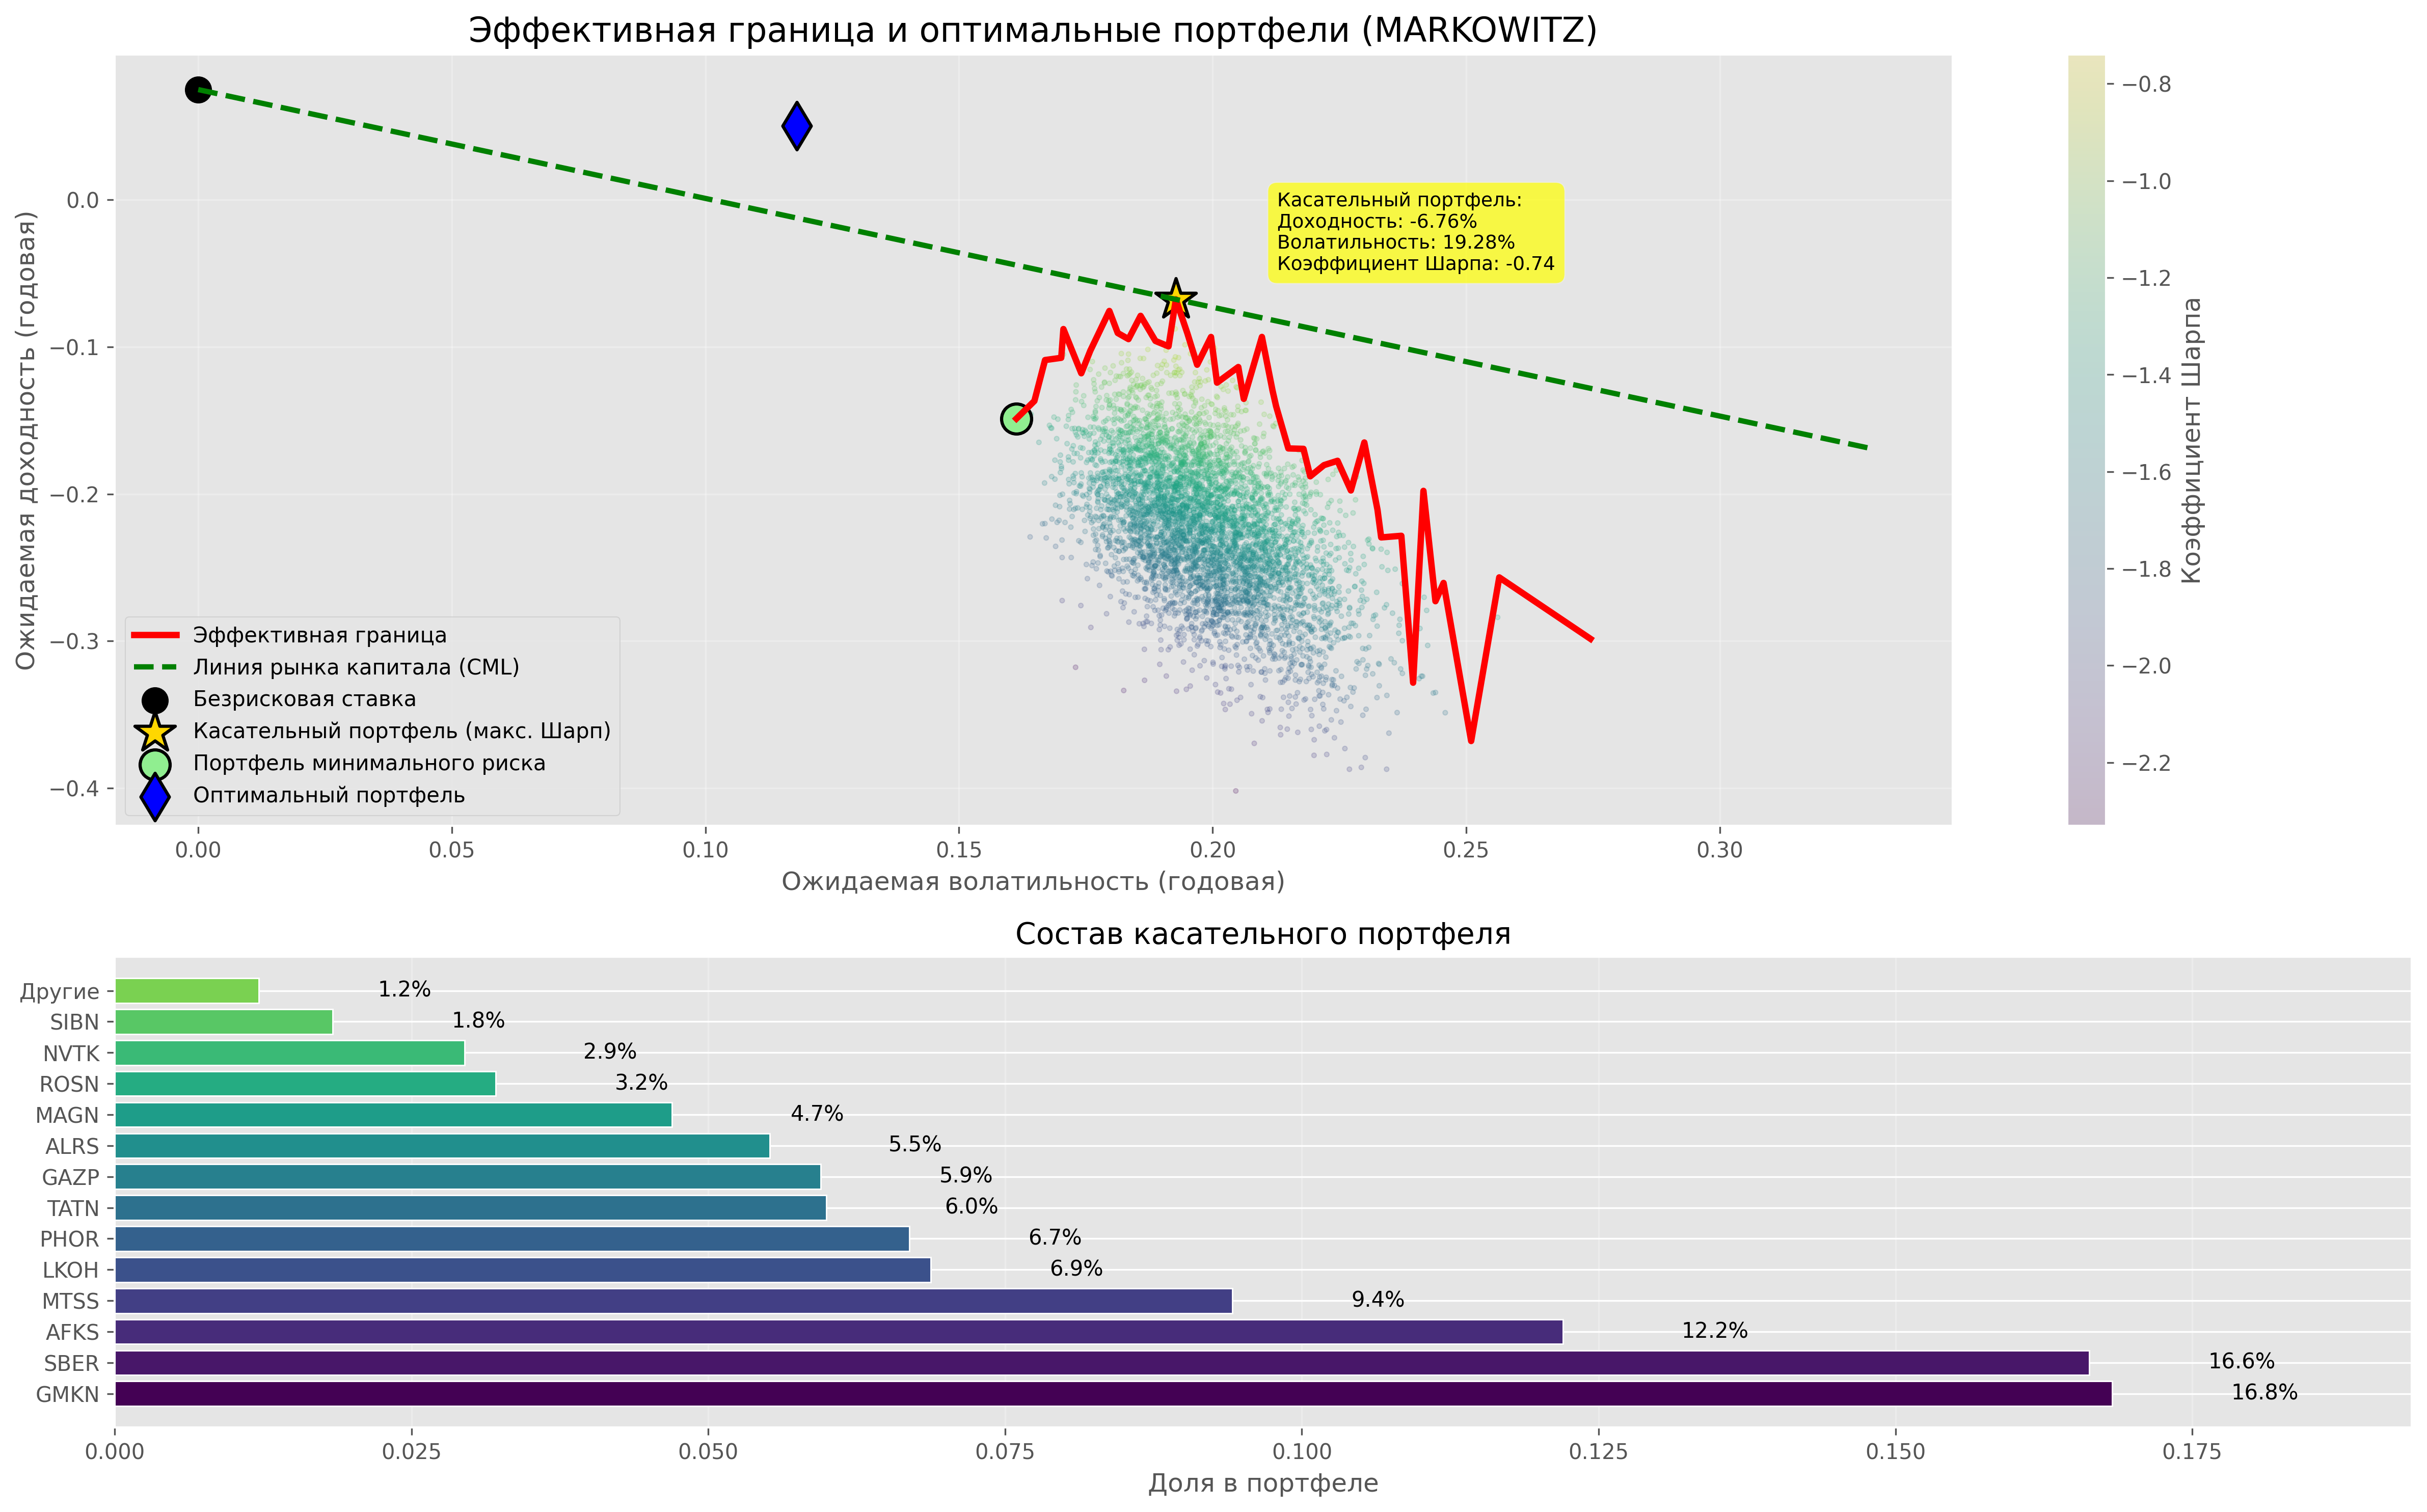 Эффективная граница и оптимальные портфели (MARKOWITZ)
Ожидаемая доходность (годовая)
0.0
−0.1
−0.2
−0.3
−0.4
Касательный портфель:
Доходность: -6.76%
Волатильность: 19.28%
Коэффициент Шарпа: -0.74
Эффективная граница
Линия рынка капитала (CML)
Безрисковая ставка
Касательный портфель (макс. Шарп)
Портфель минимального риска
Оптимальный портфель
0.00 0.05 0.10 0.15 0.20 0.25 0.30
Ожидаемая волатильность (годовая)
−0.8
−1.0
−1.2
−1.4
−1.6
−1.8
−2.0
−2.2
Коэффициент Шарпа
Состав касательного портфеля
Другие 1.2%
SIBN 1.8%
NVTK 2.9%
ROSN 3.2%
MAGN 4.7%
ALRS 5.5%
GAZP 5.9%
TATN 6.0%
PHOR 6.7%
LKOH 6.9%
MTSS 9.4%
AFKS 12.2%
SBER 16.6%
GMKN 16.8%
0.000 0.025 0.050 0.075 0.100 0.125 0.150 0.175
Доля в портфеле